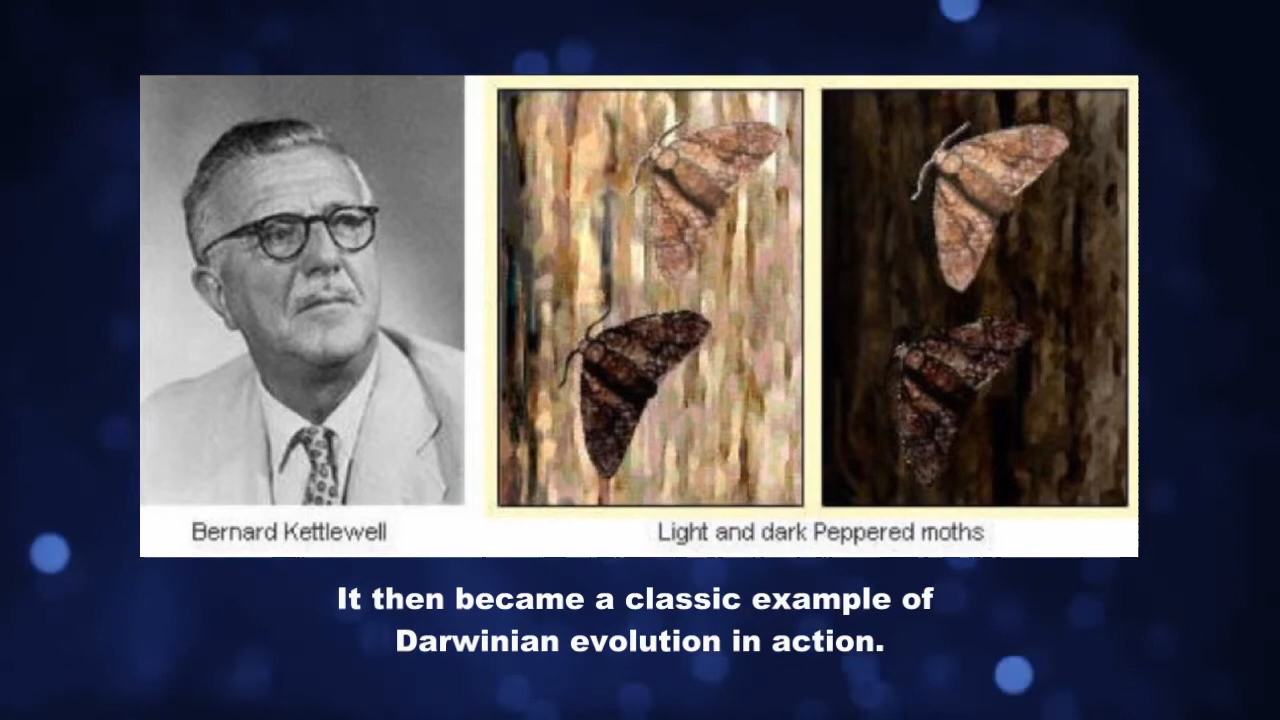 Bernard Kettlewell
Light and dark Peppered moths
It then became a classic example of
Darwinian evolution in action.